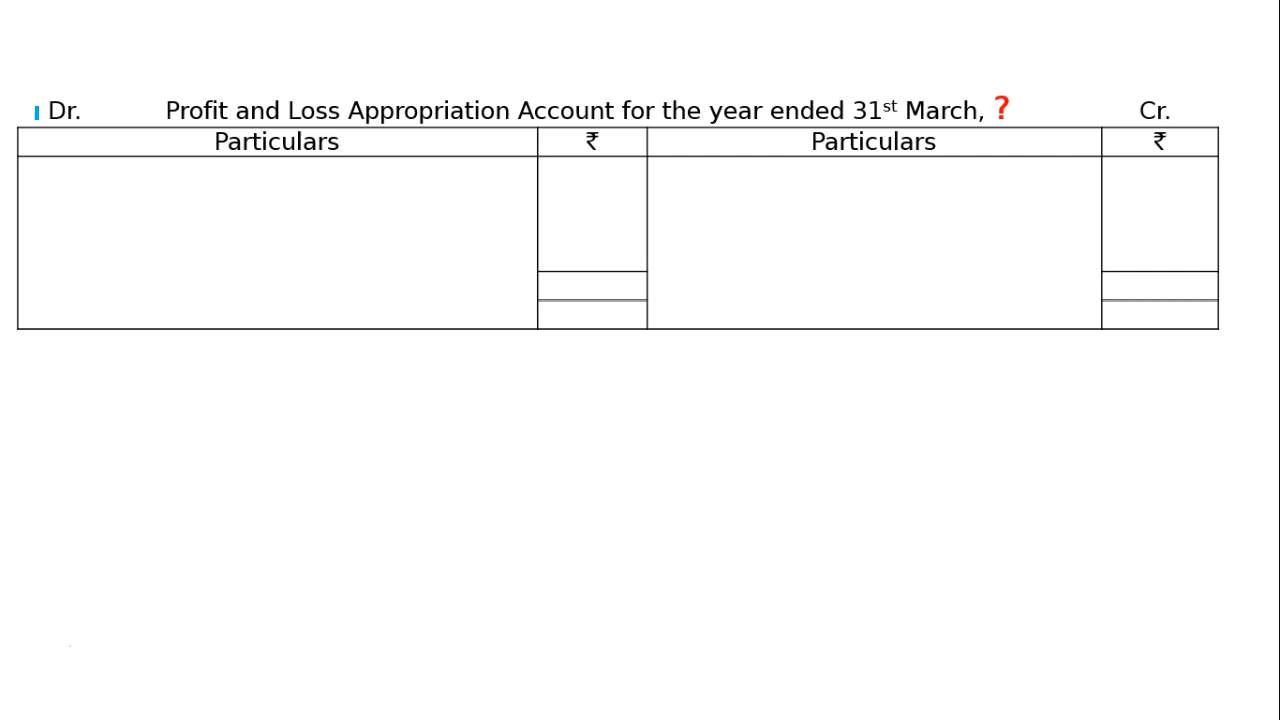 Dr. Profit and Loss Appropriation Account for the year ended 31st March, ? Cr.
Particulars ₹ Particulars ₹